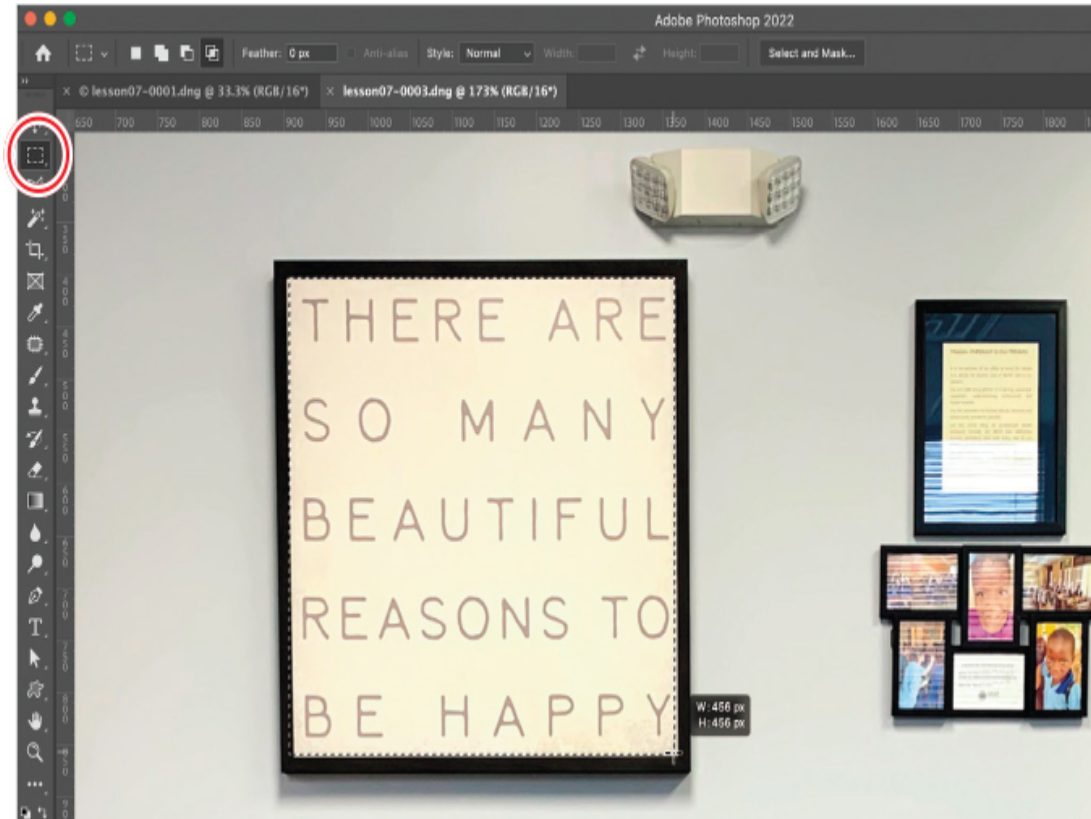 Adobe Photoshop 2022
Feather: 0 px Anti-alias Style: Normal Width: Height: Select and Mask...
× © lesson07-0001.dng @ 33.3% (RGB/16*) × lesson07-0003.dng @ 173% (RGB/16*)
650 700 750 800 850 900 950 1000 1050 1100 1150 1200 1250 1300 1350 1400 1450 1500 1550 1600 1650 1700 1750 1800
THERE ARE
SO MANY
BEAUTIFUL
REASONS TO
BE HAPPY
W: 456 px
H: 456 px